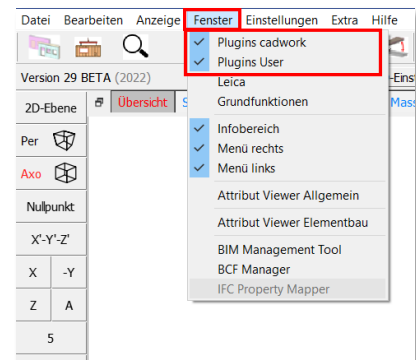 Datei Bearbeiten Anzeige Fenster Einstellungen Extra Hilfe
Plugins cadwork
Plugins User
Leica
Grundfunktionen
Infobereich
Menü rechts
Menü links
Attribut Viewer Allgemein
Attribut Viewer Elementbau
BIM Management Tool
BCF Manager
IFC Property Mapper
Version 29 BETA (2022)
-Eins
2D-Ebene Übersicht S Mass
Per
Axo
Nullpunkt
X'-Y'-Z'
X -Y
Z A
5